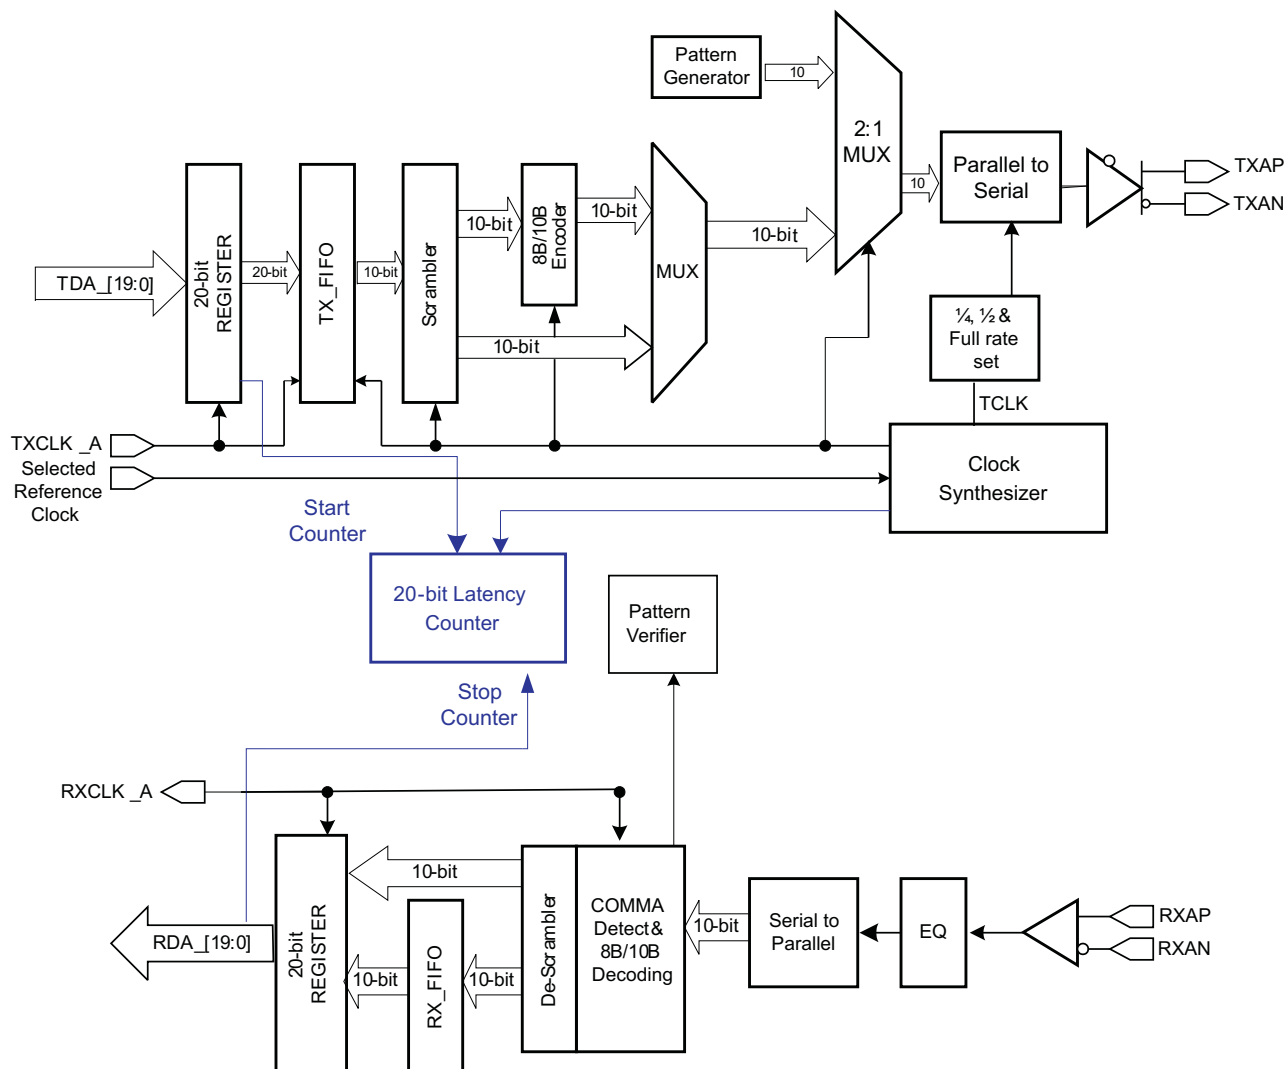 Pattern
Generator
10
2:1
MUX
10
Parallel to
Serial
TXAP
TXAN
TDA_[19:0]
20-bit
REGISTER
20-bit
TX_FIFO
10-bit
Scrambler
10-bit
8B/10B
Encoder
10-bit
10-bit
MUX
10-bit
¼, ½ &
Full rate
set
TCLK
TXCLK _A
Selected
Reference
Clock
Clock
Synthesizer
Start
Counter
20-bit Latency
Counter
Pattern
Verifier
Stop
Counter
RXCLK _A
RDA_[19:0]
20-bit
REGISTER
10-bit
10-bit
RX_FIFO
10-bit
De-Scrambler
COMMA
Detect &
8B/10B
Decoding
10-bit
Serial to
Parallel
EQ
RXAP
RXAN